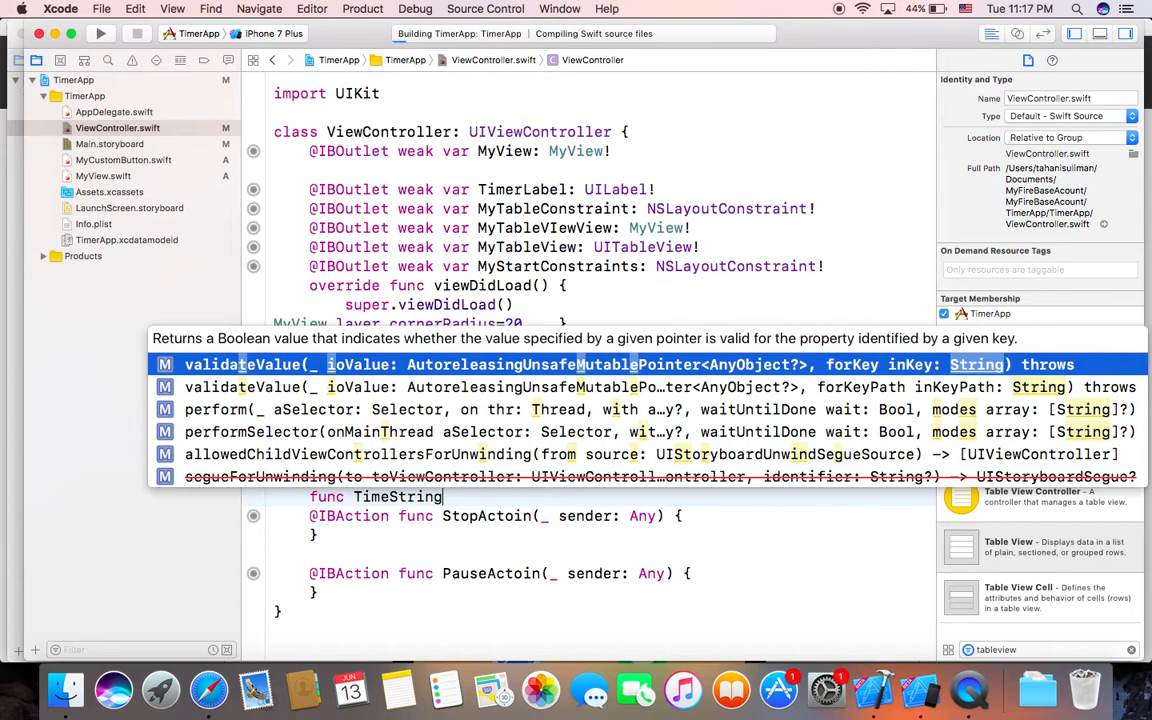 Xcode File Edit View Find Navigate Editor Product Debug Source Control Window Help 44% Tue 11:17 PM
TimerApp iPhone 7 Plus Building TimerApp: TimerApp Compiling Swift source files
TimerApp TimerApp ViewController.swift ViewController
TimerApp M
TimerApp
AppDelegate.swift
ViewController.swift M
Main.storyboard M
MyCustomButton.swift A
MyView.swift A
Assets.xcassets
LaunchScreen.storyboard
Info.plist
TimerApp.xcdatamodeld
Products
Filter
import UIKit
class ViewController: UIViewController {
@IBOutlet weak var MyView: MyView!
@IBOutlet weak var TimerLabel: UILabel!
@IBOutlet weak var MyTableConstraint: NSLayoutConstraint!
@IBOutlet weak var MyTableVIewView: MyView!
@IBOutlet weak var MyTableView: UITableView!
@IBOutlet weak var MyStartConstraints: NSLayoutConstraint!
override func viewDidLoad() {
super.viewDidLoad()
MyView.layer.cornerRadius=20 }
Returns a Boolean value that indicates whether the value specified by a given pointer is valid for the property identified by a given key.
M validateValue(_ ioValue: AutoreleasingUnsafeMutablePointer<AnyObject?>, forKey inKey: String) throws
M validateValue(_ ioValue: AutoreleasingUnsafeMutablePo…ter<AnyObject?>, forKeyPath inKeyPath: String) throws
M perform(_ aSelector: Selector, on thr: Thread, with a…y?, waitUntilDone wait: Bool, modes array: [String]?)
M performSelector(onMainThread aSelector: Selector, wit…y?, waitUntilDone wait: Bool, modes array: [String]?)
M allowedChildViewControllersForUnwinding(from source: UIStoryboardUnwindSegueSource) -> [UIViewController]
M segueForUnwinding(to toViewController: UIViewControll…ontroller, identifier: String?) -> UIStoryboardSegue?
func TimeString
@IBAction func StopActoin(_ sender: Any) {
}
@IBAction func PauseActoin(_ sender: Any) {
}
}
Identity and Type
Name ViewController.swift
Type Default - Swift Source
Location Relative to Group
ViewController.swift
Full Path /Users/tahanisuliman/
Documents/
MyFireBaseAcount/
MyFireBaseAcount/
TimerApp/TimerApp/
ViewController.swift
On Demand Resource Tags
Only resources are taggable
Target Membership
TimerApp
Table View Controller - A
controller that manages a table view.
Table View - Displays data in a list
of plain, sectioned, or grouped rows.
Table View Cell - Defines the
attributes and behavior of cells (rows)
in a table view.
tableview
JUN
13
1
1